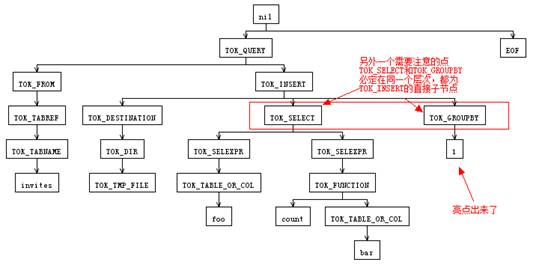 nil
TOK_QUERY
EOF
另外一个需要注意的点
TOK_SELECT和TOK_GROUPBY
必定在同一个层次，都为
TOK_INSERT的直接子节点
TOK_FROM
TOK_INSERT
TOK_TABREF
TOK_DESTINATION
TOK_SELECT
TOK_GROUPBY
TOK_TABNAME
TOK_DIR
TOK_SELEXPR
TOK_SELEXPR
1
invites
TOK_TMP_FILE
TOK_TABLE_OR_COL
TOK_FUNCTION
foo
count
TOK_TABLE_OR_COL
亮点出来了
bar